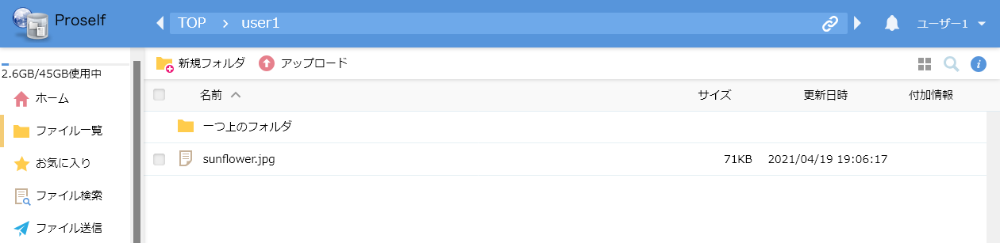 Proself
TOP > user1
ユーザー1
2.6GB/45GB使用中
ホーム
ファイル一覧
お気に入り
ファイル検索
ファイル送信
新規フォルダ アップロード
名前 サイズ 更新日時 付加情報
一つ上のフォルダ
sunflower.jpg 71KB 2021/04/19 19:06:17